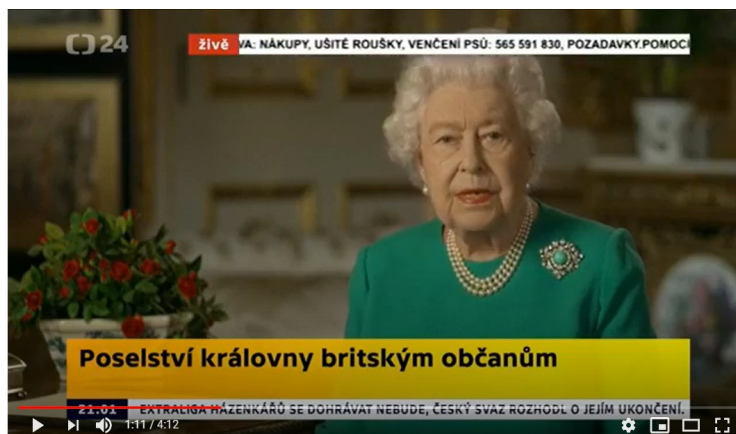 24
živě VA: NÁKUPY, UŠITÉ ROUŠKY, VENČENÍ PSŮ: 565 591 830, POZADAVKY.POMOCI
Poselství královny britským občanům
21.01 EXTRALIGA HÁZENKÁŘŮ SE DOHRÁVAT NEBUDE, ČESKÝ SVAZ ROZHODL O JEJÍM UKONČENÍ.
1:11 / 4:12